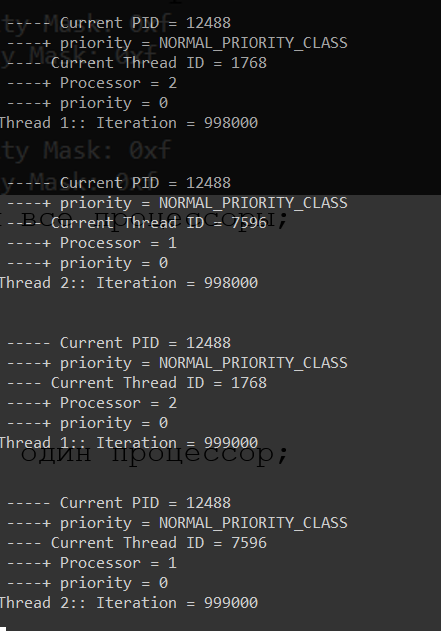 ty Mask: 0xf
----- Current PID = 12488
----+ priority = NORMAL_PRIORITY_CLASS
y Mask: 0xf
---- Current Thread ID = 1768
----+ Processor = 2
----+ priority = 0
Thread 1:: Iteration = 998000
ty Mask: 0xf
y Mask: 0xf
----- Current PID = 12488
----+ priority = NORMAL_PRIORITY_CLASS
все процессоры;
---- Current Thread ID = 7596
----+ Processor = 1
----+ priority = 0
Thread 2:: Iteration = 998000
----- Current PID = 12488
----+ priority = NORMAL_PRIORITY_CLASS
---- Current Thread ID = 1768
----+ Processor = 2
----+ priority = 0
Thread 1:: Iteration = 999000
один процессор;
----- Current PID = 12488
----+ priority = NORMAL_PRIORITY_CLASS
---- Current Thread ID = 7596
----+ Processor = 1
----+ priority = 0
Thread 2:: Iteration = 999000